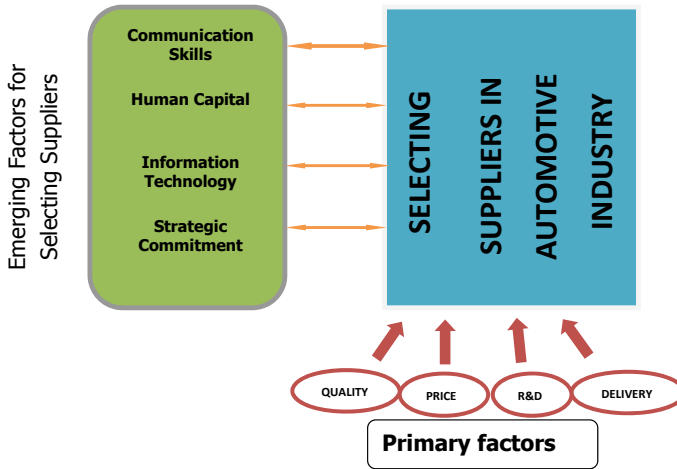 Emerging Factors for
Selecting Suppliers
Communication
Skills
Human Capital
Information
Technology
Strategic
Commitment
SELECTING
SUPPLIERS IN
AUTOMOTIVE
INDUSTRY
QUALITY
PRICE
R&D
DELIVERY
Primary factors